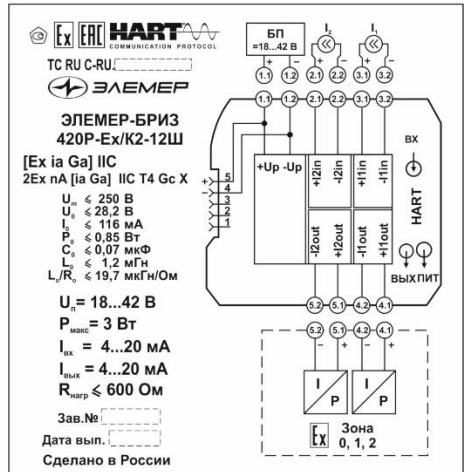 Ex EAC HART
COMMUNICATION PROTOCOL
TC RU C-RU.
ЭЛЕМЕР
ЭЛЕМЕР-БРИЗ
420Р-Ex/К2-12Ш
[Ex ia Ga] IIC
2Ex nA [ia Ga] IIC T4 Gc X
Um ⩽ 250 В
U₀ ⩽ 28,2 В
I₀ ⩽ 116 мА
P₀ ⩽ 0,85 Вт
C₀ ⩽ 0,07 мкФ
L₀ ⩽ 1,2 мГн
L₀/R₀ ⩽ 19,7 мкГн/Ом
Uп = 18...42 В
Pмакс = 3 Вт
Iвх = 4...20 мА
Iвых = 4...20 мА
Rнагр ⩽ 600 Ом
Зав.№
Дата вып.
Сделано в России
БП
=18...42 В
I₂ I₁
+ − + − + −
1.1 1.2 2.1 2.2 3.1 3.2
1.1 1.2 2.1 2.2 3.1 3.2
+Up -Up
+I2in -I2in +I1in -I1in
-I2out +I2out -I1out +I1out
ВХ
HART
ВЫХ ПИТ
+ 5
− 4
3
2
1
5.2 5.1 4.2 4.1
5.2 5.1 4.2 4.1
− + − +
I P I P
Ex Зона
0, 1, 2